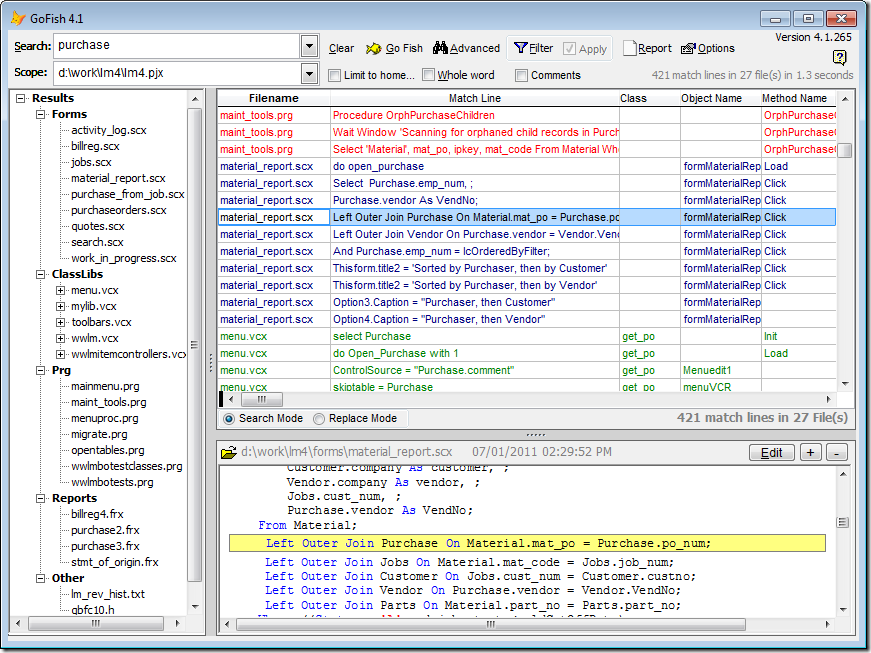 GoFish 4.1
Version 4.1.265
Search: purchase Clear Go Fish Advanced Filter Apply Report Options
Scope: d:\work\lm4\lm4.pjx Limit to home... Whole word Comments 421 match lines in 27 file(s) in 1.3 seconds
Results
Forms
activity_log.scx
billreg.scx
jobs.scx
material_report.scx
purchase_from_job.scx
purchaseorders.scx
quotes.scx
search.scx
work_in_progress.scx
ClassLibs
menu.vcx
mylib.vcx
toolbars.vcx
wwlm.vcx
wwlmitemcontrollers.vcx
Prg
mainmenu.prg
maint_tools.prg
menuproc.prg
migrate.prg
opentables.prg
wwlmbotestclasses.prg
wwlmbotests.prg
Reports
billreg4.frx
purchase2.frx
purchase3.frx
stmt_of_origin.frx
Other
lm_rev_hist.txt
gbfc10.h
Filename Match Line Class Object Name Method Name
maint_tools.prg Procedure OrphPurchaseChildren OrphPurchase
maint_tools.prg Wait Window 'Scanning for orphaned child records in Purch OrphPurchase
maint_tools.prg Select 'Material', mat_po, ipkey, mat_code From Material Whe OrphPurchase
material_report.scx do open_purchase formMaterialRep Load
material_report.scx Select Purchase.emp_num, ; formMaterialRep Click
material_report.scx Purchase.vendor As VendNo; formMaterialRep Click
material_report.scx Left Outer Join Purchase On Material.mat_po = Purchase.po formMaterialRep Click
material_report.scx Left Outer Join Vendor On Purchase.vendor = Vendor.Vend formMaterialRep Click
material_report.scx And Purchase.emp_num = lcOrderedByFilter; formMaterialRep Click
material_report.scx Thisform.title2 = 'Sorted by Purchaser, then by Customer' formMaterialRep Click
material_report.scx Thisform.title2 = 'Sorted by Purchaser, then by Vendor' formMaterialRep Click
material_report.scx Option3.Caption = "Purchaser, then Customer" formMaterialRep
material_report.scx Option4.Caption = "Purchaser, then Vendor" formMaterialRep
menu.vcx select Purchase get_po Init
menu.vcx do Open_Purchase with 1 get_po Load
menu.vcx ControlSource = "Purchase.comment" get_po Menuedit1
menu.vcx skiptable = Purchase get_po menuVCR
Search Mode Replace Mode 421 match lines in 27 File(s)
d:\work\lm4\forms\material_report.scx 07/01/2011 02:29:52 PM Edit + -
Customer.company As customer, ;
Vendor.company As vendor, ;
Jobs.cust_num, ;
Purchase.vendor As VendNo;
From Material;
Left Outer Join Purchase On Material.mat_po = Purchase.po_num;
Left Outer Join Jobs On Material.mat_code = Jobs.job_num;
Left Outer Join Customer On Jobs.cust_num = Customer.custno;
Left Outer Join Vendor On Purchase.vendor = Vendor.VendNo;
Left Outer Join Parts On Material.part_no = Parts.part_no;